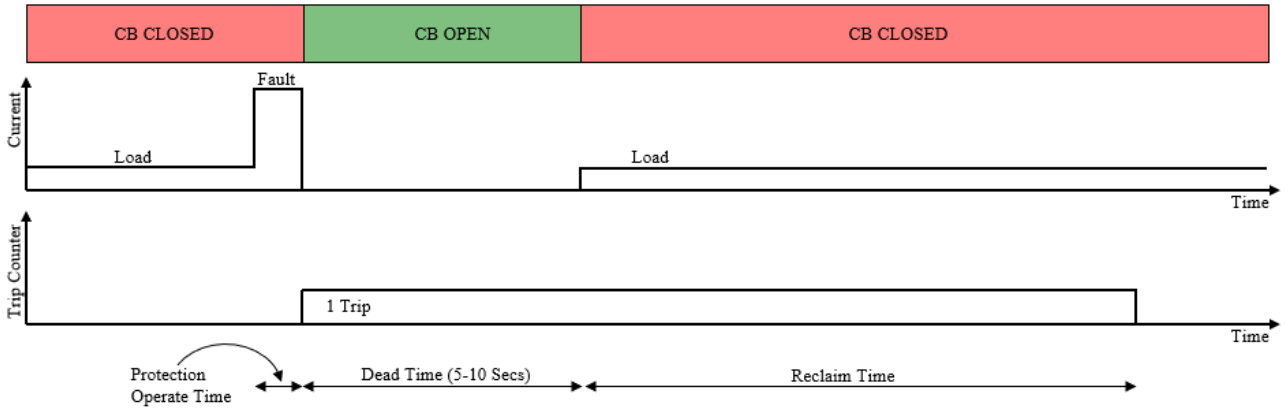 CB CLOSED
CB OPEN
CB CLOSED
Fault
Current
Load
Load
Time
Trip Counter
1 Trip
Time
Protection
Operate Time
Dead Time (5-10 Secs)
Reclaim Time